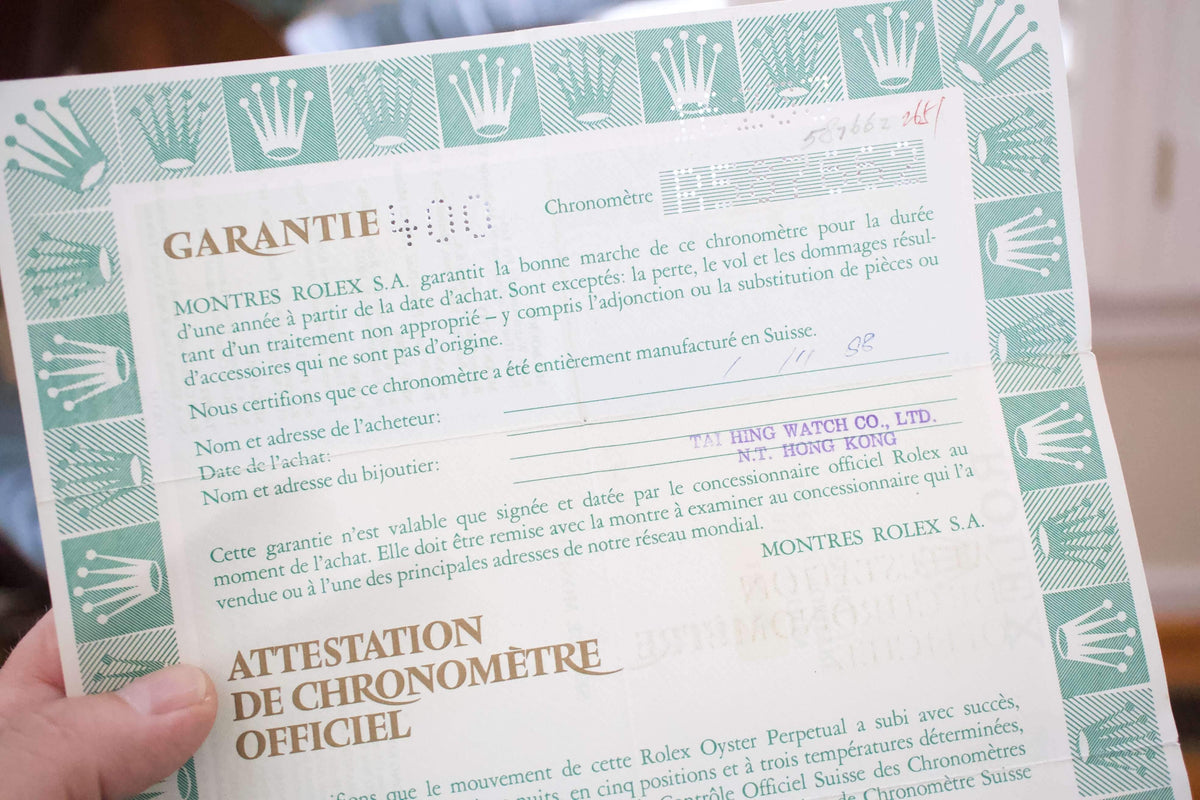 587662 2651
GARANTIE 400
Chronomètre
MONTRES ROLEX S.A. garantit la bonne marche de ce chronomètre pour la durée
d'une année à partir de la date d'achat. Sont exceptés: la perte, le vol et les dommages résul-
tant d'un traitement non approprié – y compris l'adjonction ou la substitution de pièces ou
d'accessoires qui ne sont pas d'origine.
Nous certifions que ce chronomètre a été entièrement manufacturé en Suisse.
88
Nom et adresse de l'acheteur:
Date de l'achat:
Nom et adresse du bijoutier:
TAI HING WATCH CO., LTD.
N.T. HONG KONG
Cette garantie n'est valable que signée et datée par le concessionnaire officiel Rolex au
moment de l'achat. Elle doit être remise avec la montre à examiner au concessionnaire qui l'a
vendue ou à l'une des principales adresses de notre réseau mondial.
MONTRES ROLEX S.A.
ATTESTATION
DE CHRONOMÈTRE
OFFICIEL
que le mouvement de cette Rolex Oyster Perpetual a subi avec succès,
en cinq positions et à trois températures déterminées,
Contrôle Officiel Suisse des Chronomètres
de Chronomètre Suisse